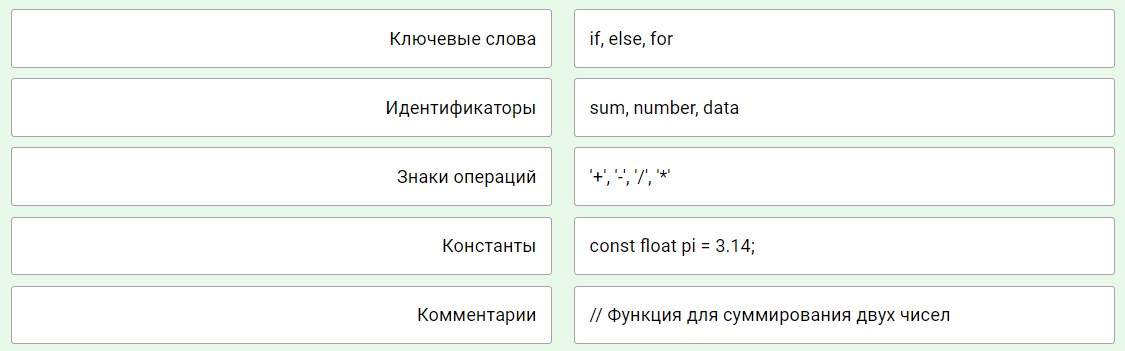 Ключевые слова if, else, for
Идентификаторы sum, number, data
Знаки операций '+', '-', '/', '*'
Константы const float pi = 3.14;
Комментарии // Функция для суммирования двух чисел